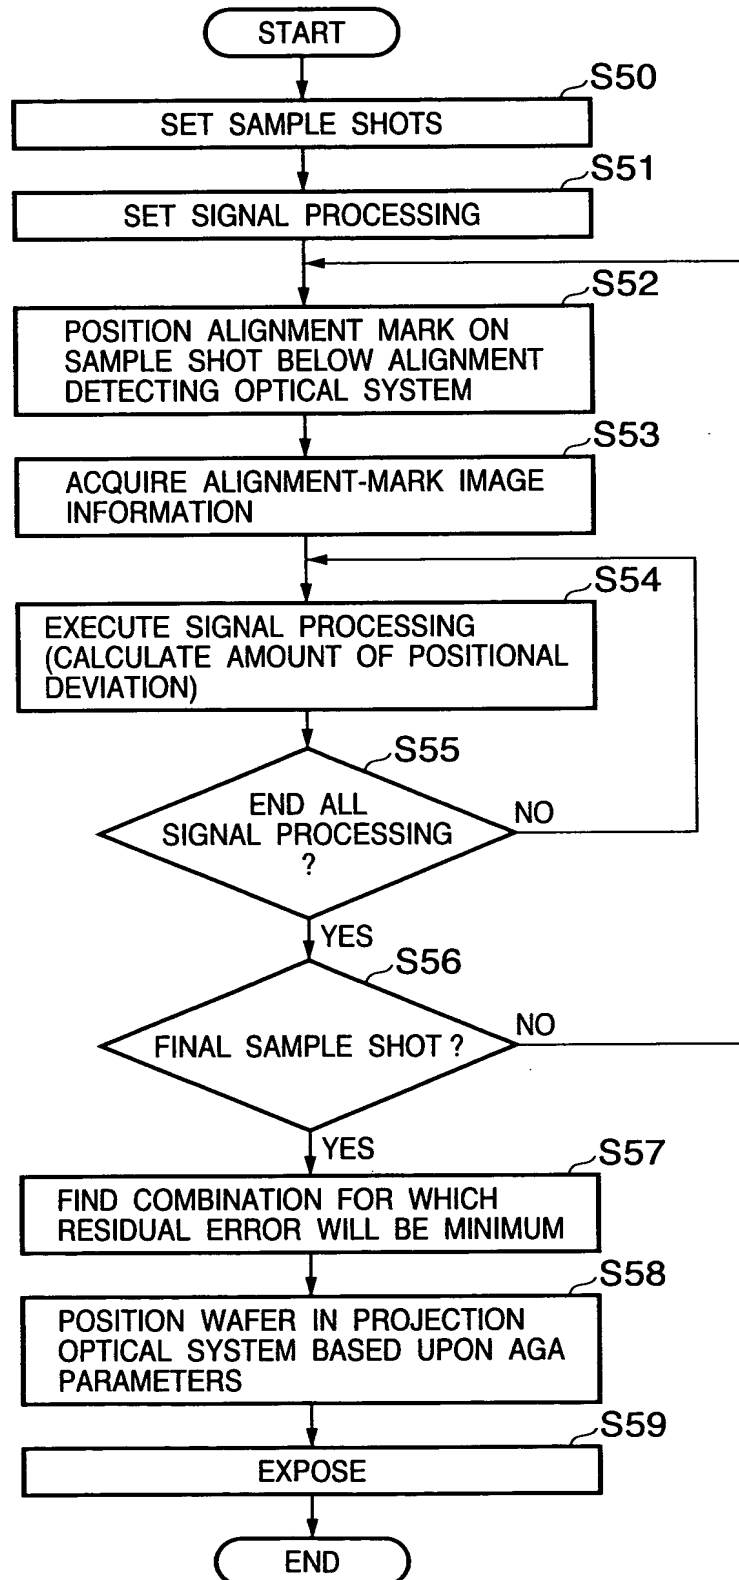 START
S50
SET SAMPLE SHOTS
S51
SET SIGNAL PROCESSING
S52
POSITION ALIGNMENT MARK ON
SAMPLE SHOT BELOW ALIGNMENT
DETECTING OPTICAL SYSTEM
S53
ACQUIRE ALIGNMENT-MARK IMAGE
INFORMATION
S54
EXECUTE SIGNAL PROCESSING
(CALCULATE AMOUNT OF POSITIONAL
DEVIATION)
S55
END ALL
SIGNAL PROCESSING
?
NO
YES
S56
FINAL SAMPLE SHOT ?
NO
YES
S57
FIND COMBINATION FOR WHICH
RESIDUAL ERROR WILL BE MINIMUM
S58
POSITION WAFER IN PROJECTION
OPTICAL SYSTEM BASED UPON AGA
PARAMETERS
S59
EXPOSE
END